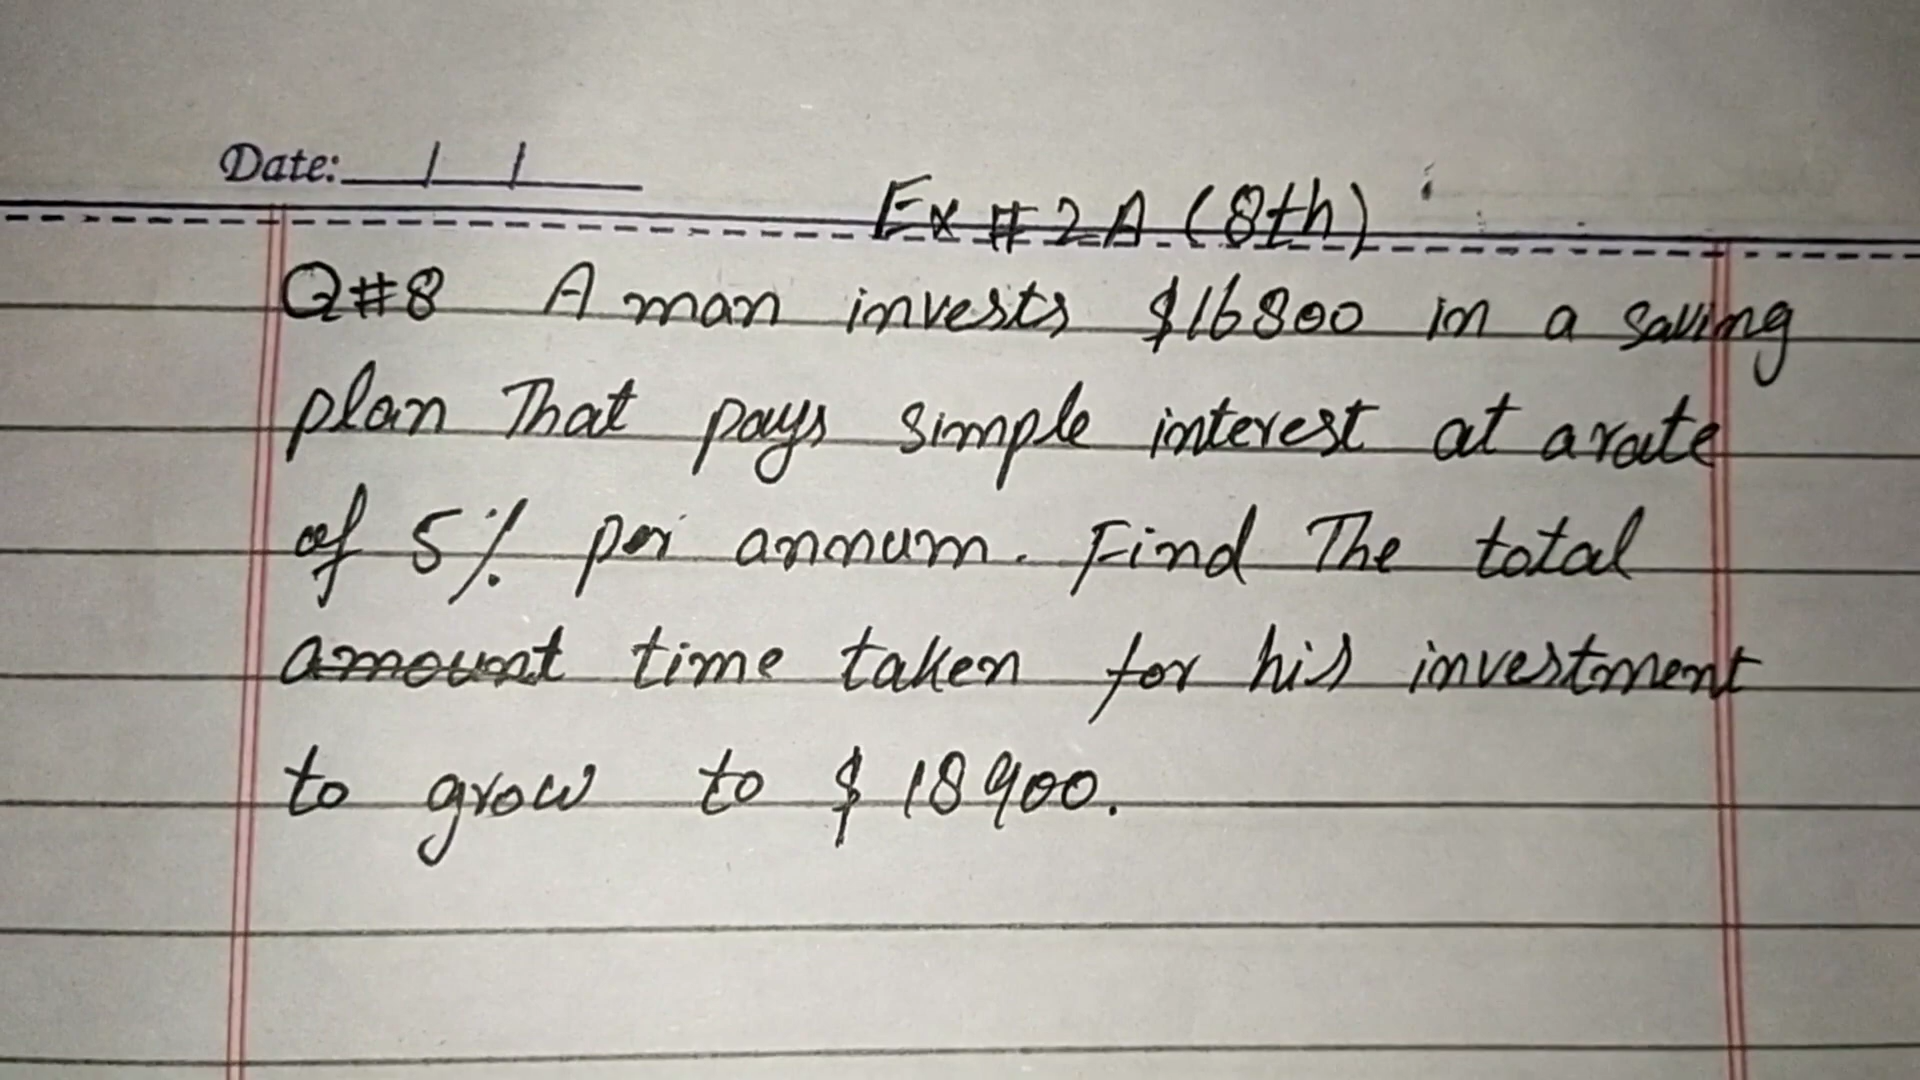 Date: / /
Ex # 2A (8th)
Q#8 A man invests $16800 in a saving
plan That pays simple interest at a rate
of 5% per annum. Find The total
amount time taken for his investment
to grow to $ 18900.